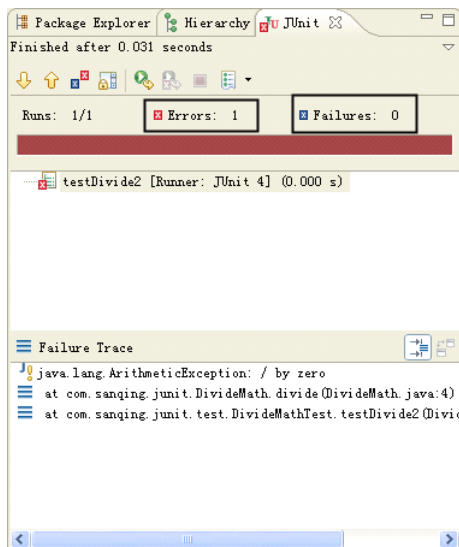 Package Explorer Hierarchy JUnit
Finished after 0.031 seconds
Runs: 1/1 Errors: 1 Failures: 0
testDivide2 [Runner: JUnit 4] (0.000 s)
Failure Trace
java.lang.ArithmeticException: / by zero
at com.sanqing.junit.DivideMath.divide(DivideMath.java:4)
at com.sanqing.junit.test.DivideMathTest.testDivide2(Divi